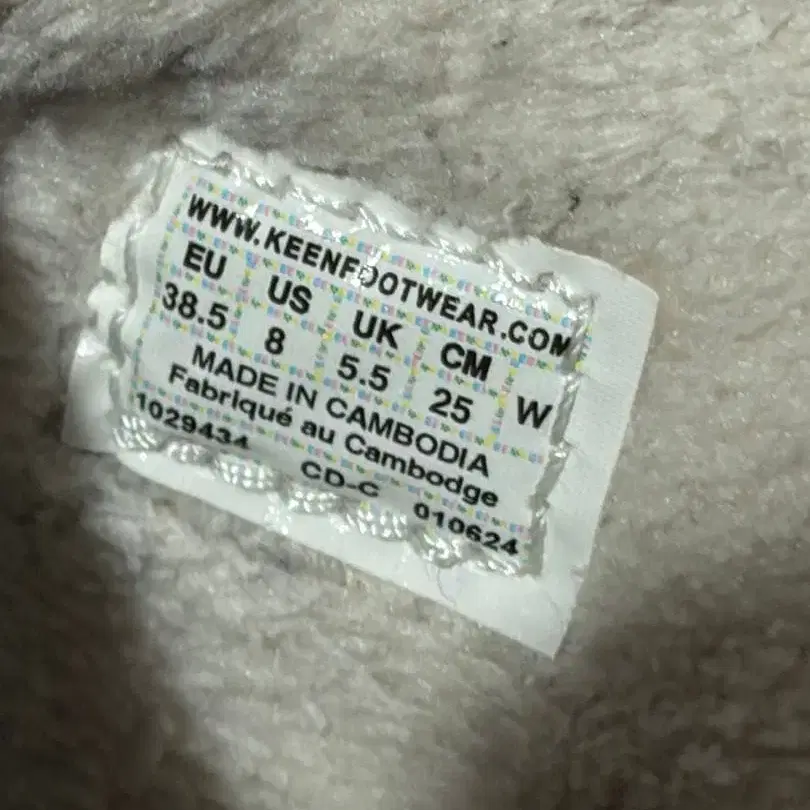 WWW.KEENFOOTWEAR.COM
EU US UK CM
38.5 8 5.5 25 W
MADE IN CAMBODIA
Fabriqué au Cambodge
1029434 CD-C 010624